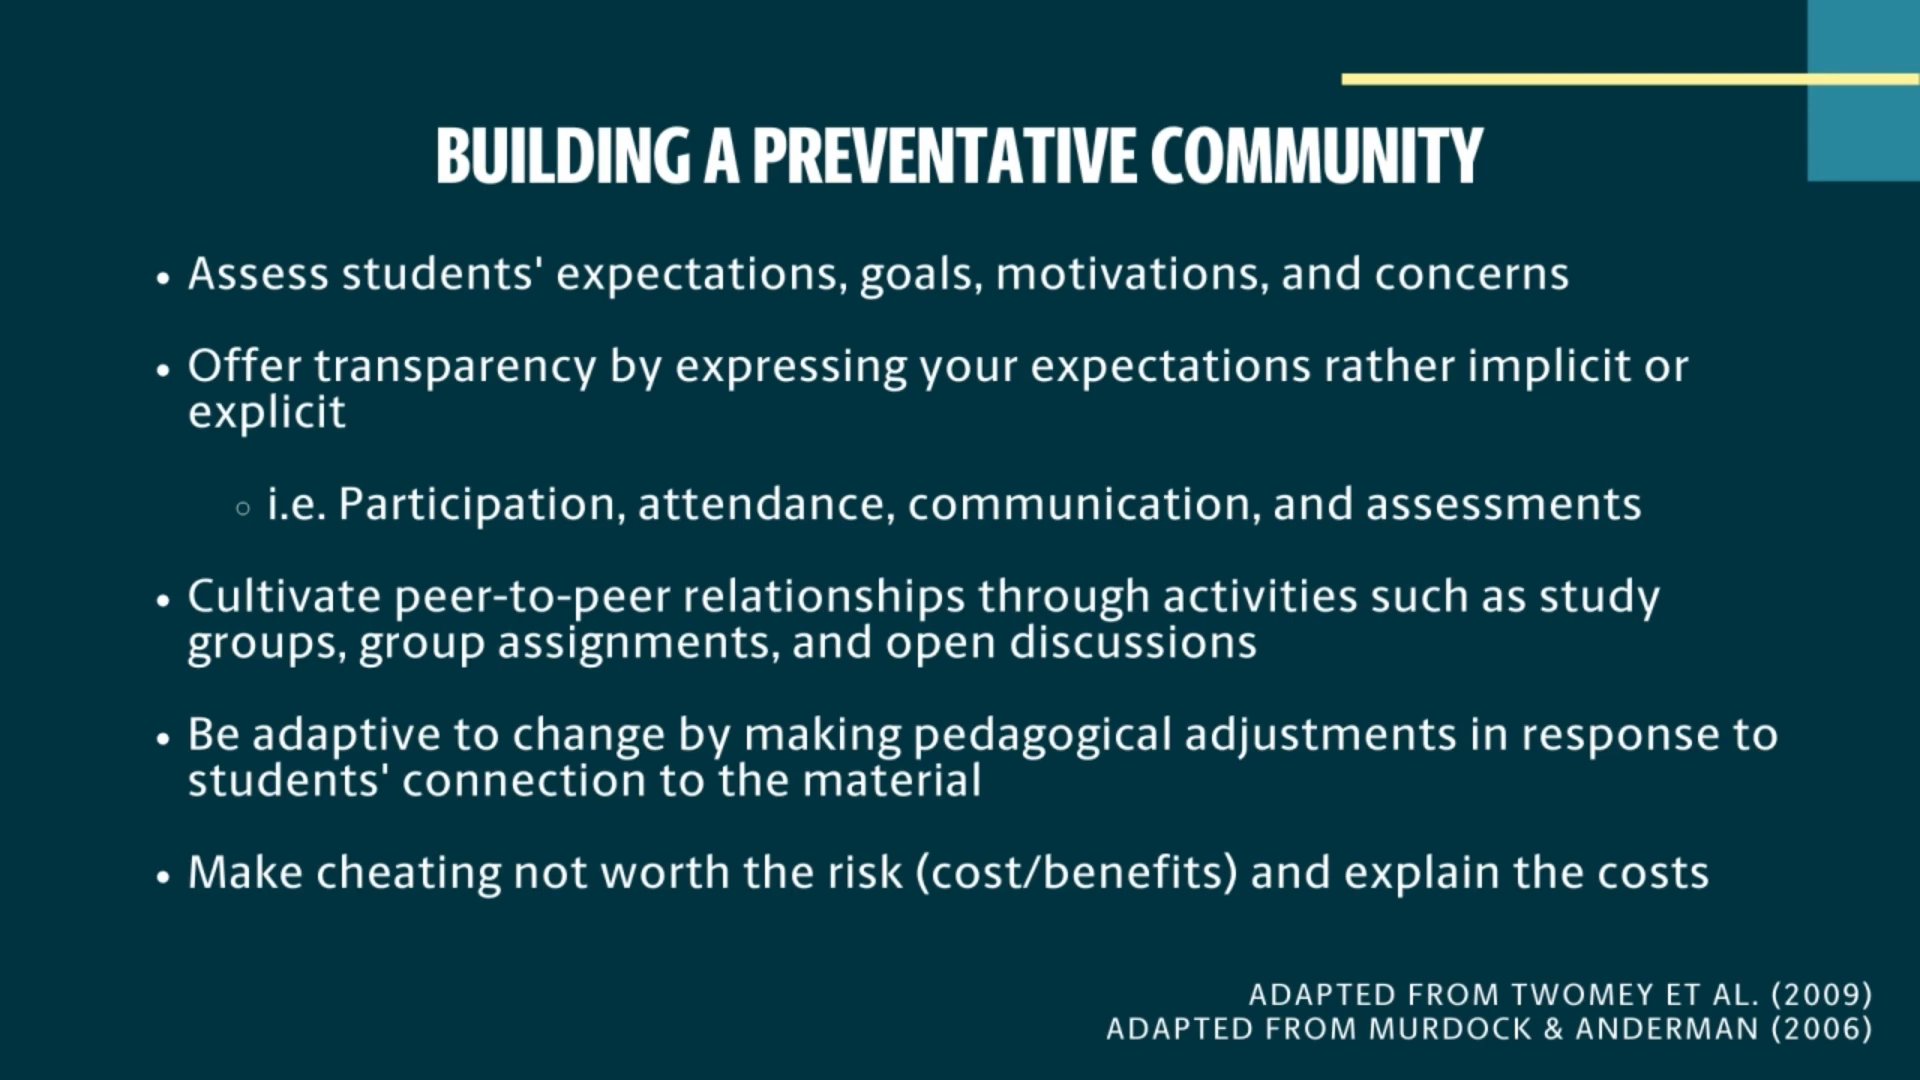 BUILDING A PREVENTATIVE COMMUNITY
• Assess students' expectations, goals, motivations, and concerns
• Offer transparency by expressing your expectations rather implicit or
explicit
◦ i.e. Participation, attendance, communication, and assessments
• Cultivate peer-to-peer relationships through activities such as study
groups, group assignments, and open discussions
• Be adaptive to change by making pedagogical adjustments in response to
students' connection to the material
• Make cheating not worth the risk (cost/benefits) and explain the costs
ADAPTED FROM TWOMEY ET AL. (2009)
ADAPTED FROM MURDOCK & ANDERMAN (2006)